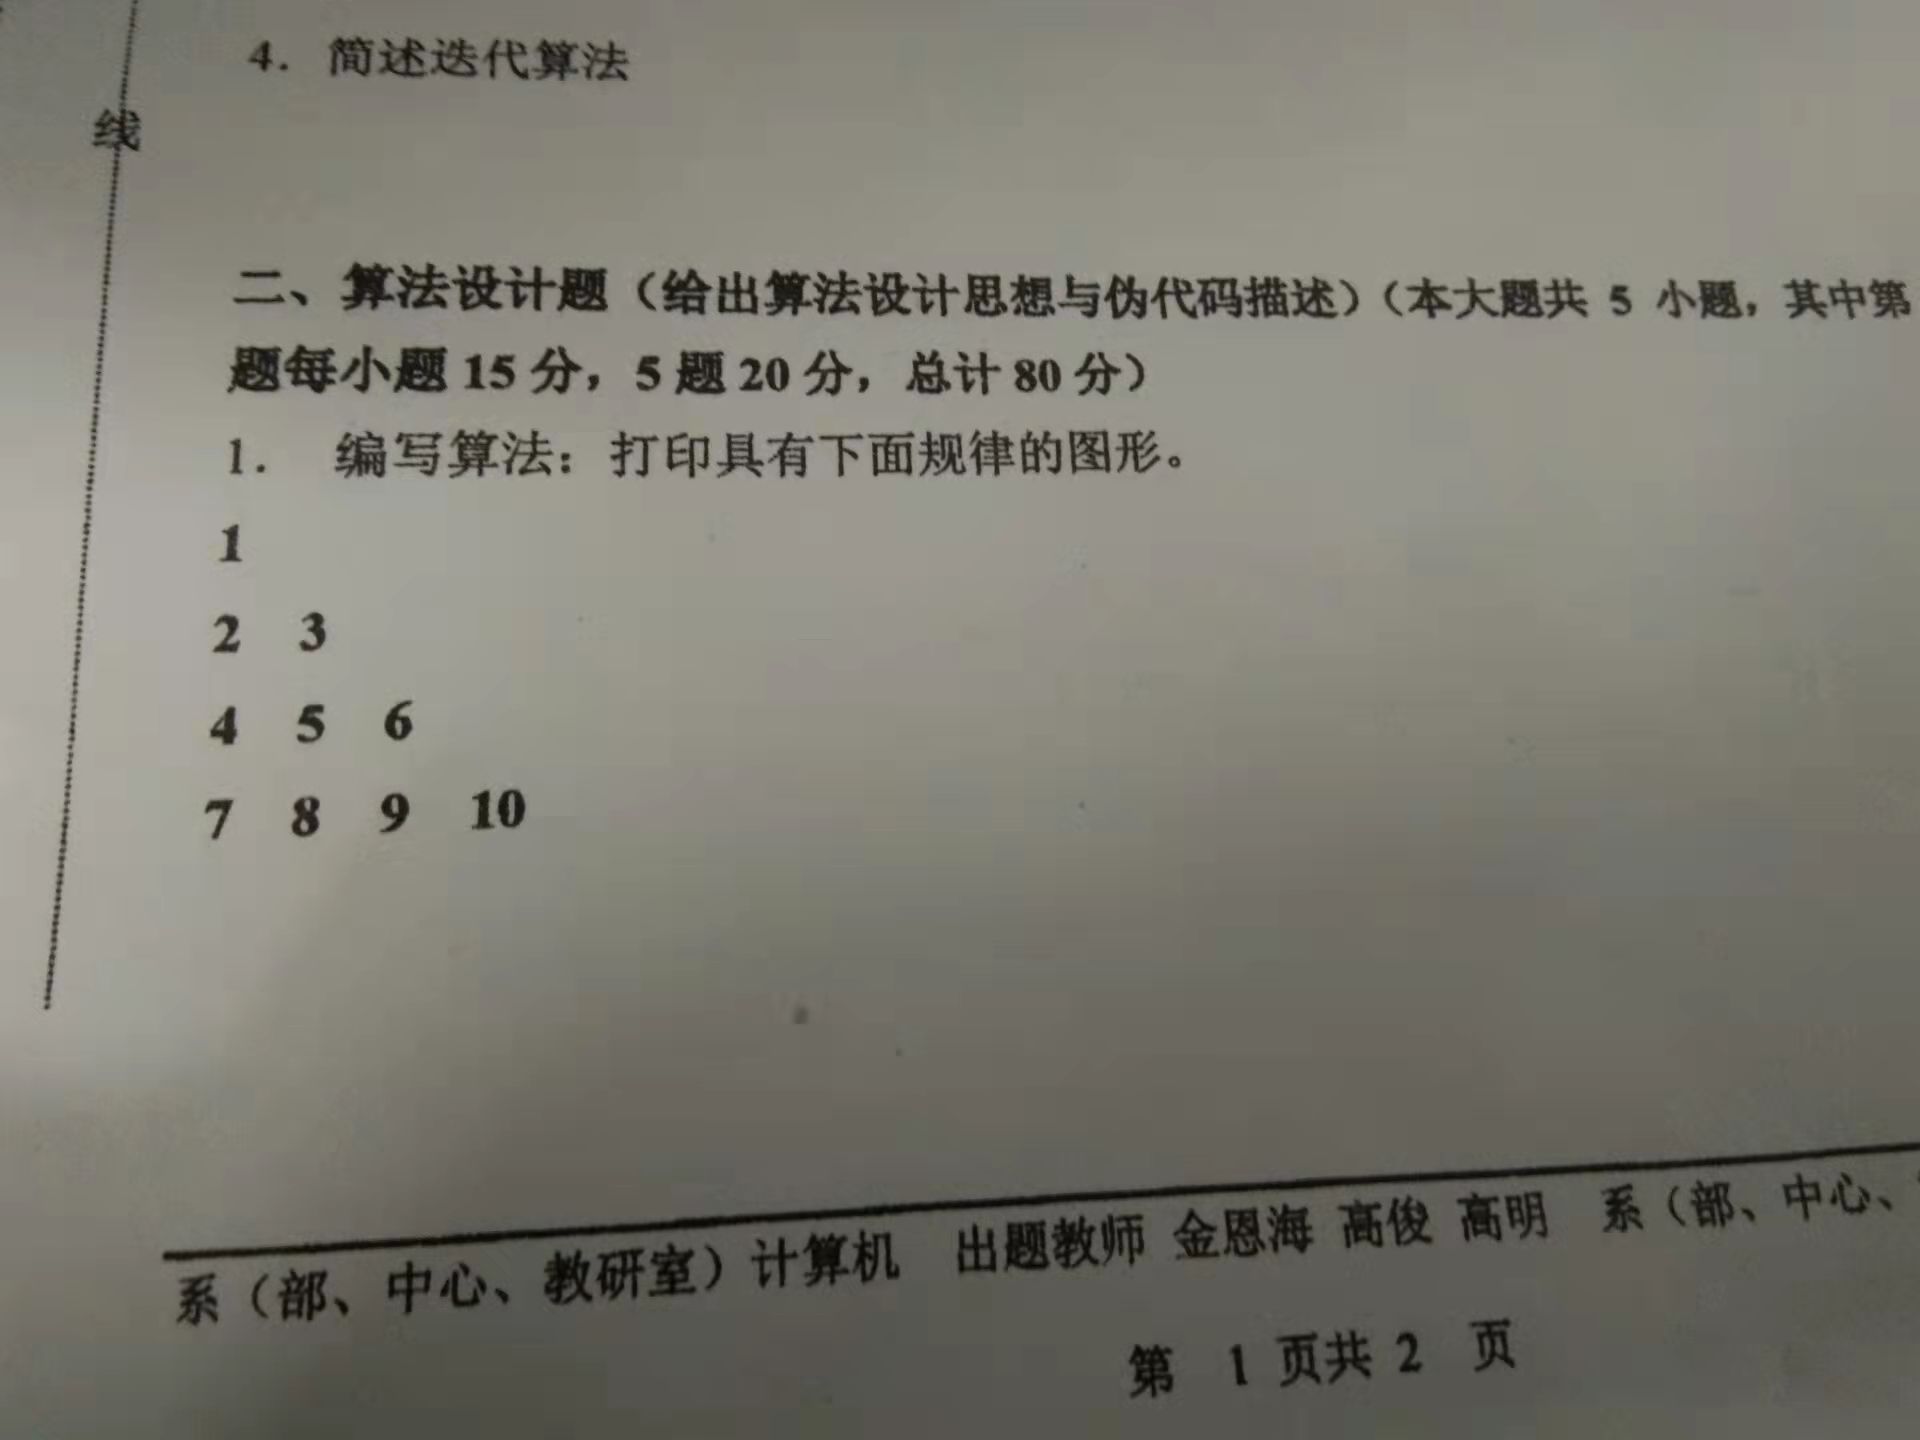 4. 简述迭代算法
线
二、算法设计题（给出算法设计思想与伪代码描述）（本大题共 5 小题，其中第
题每小题 15 分，5 题 20 分，总计 80 分）
1. 编写算法：打印具有下面规律的图形。
1
2 3
4 5 6
7 8 9 10
系（部、中心、教研室）计算机 出题教师 金恩海 高俊 高明 系（部、中心、
第 1 页共 2 页